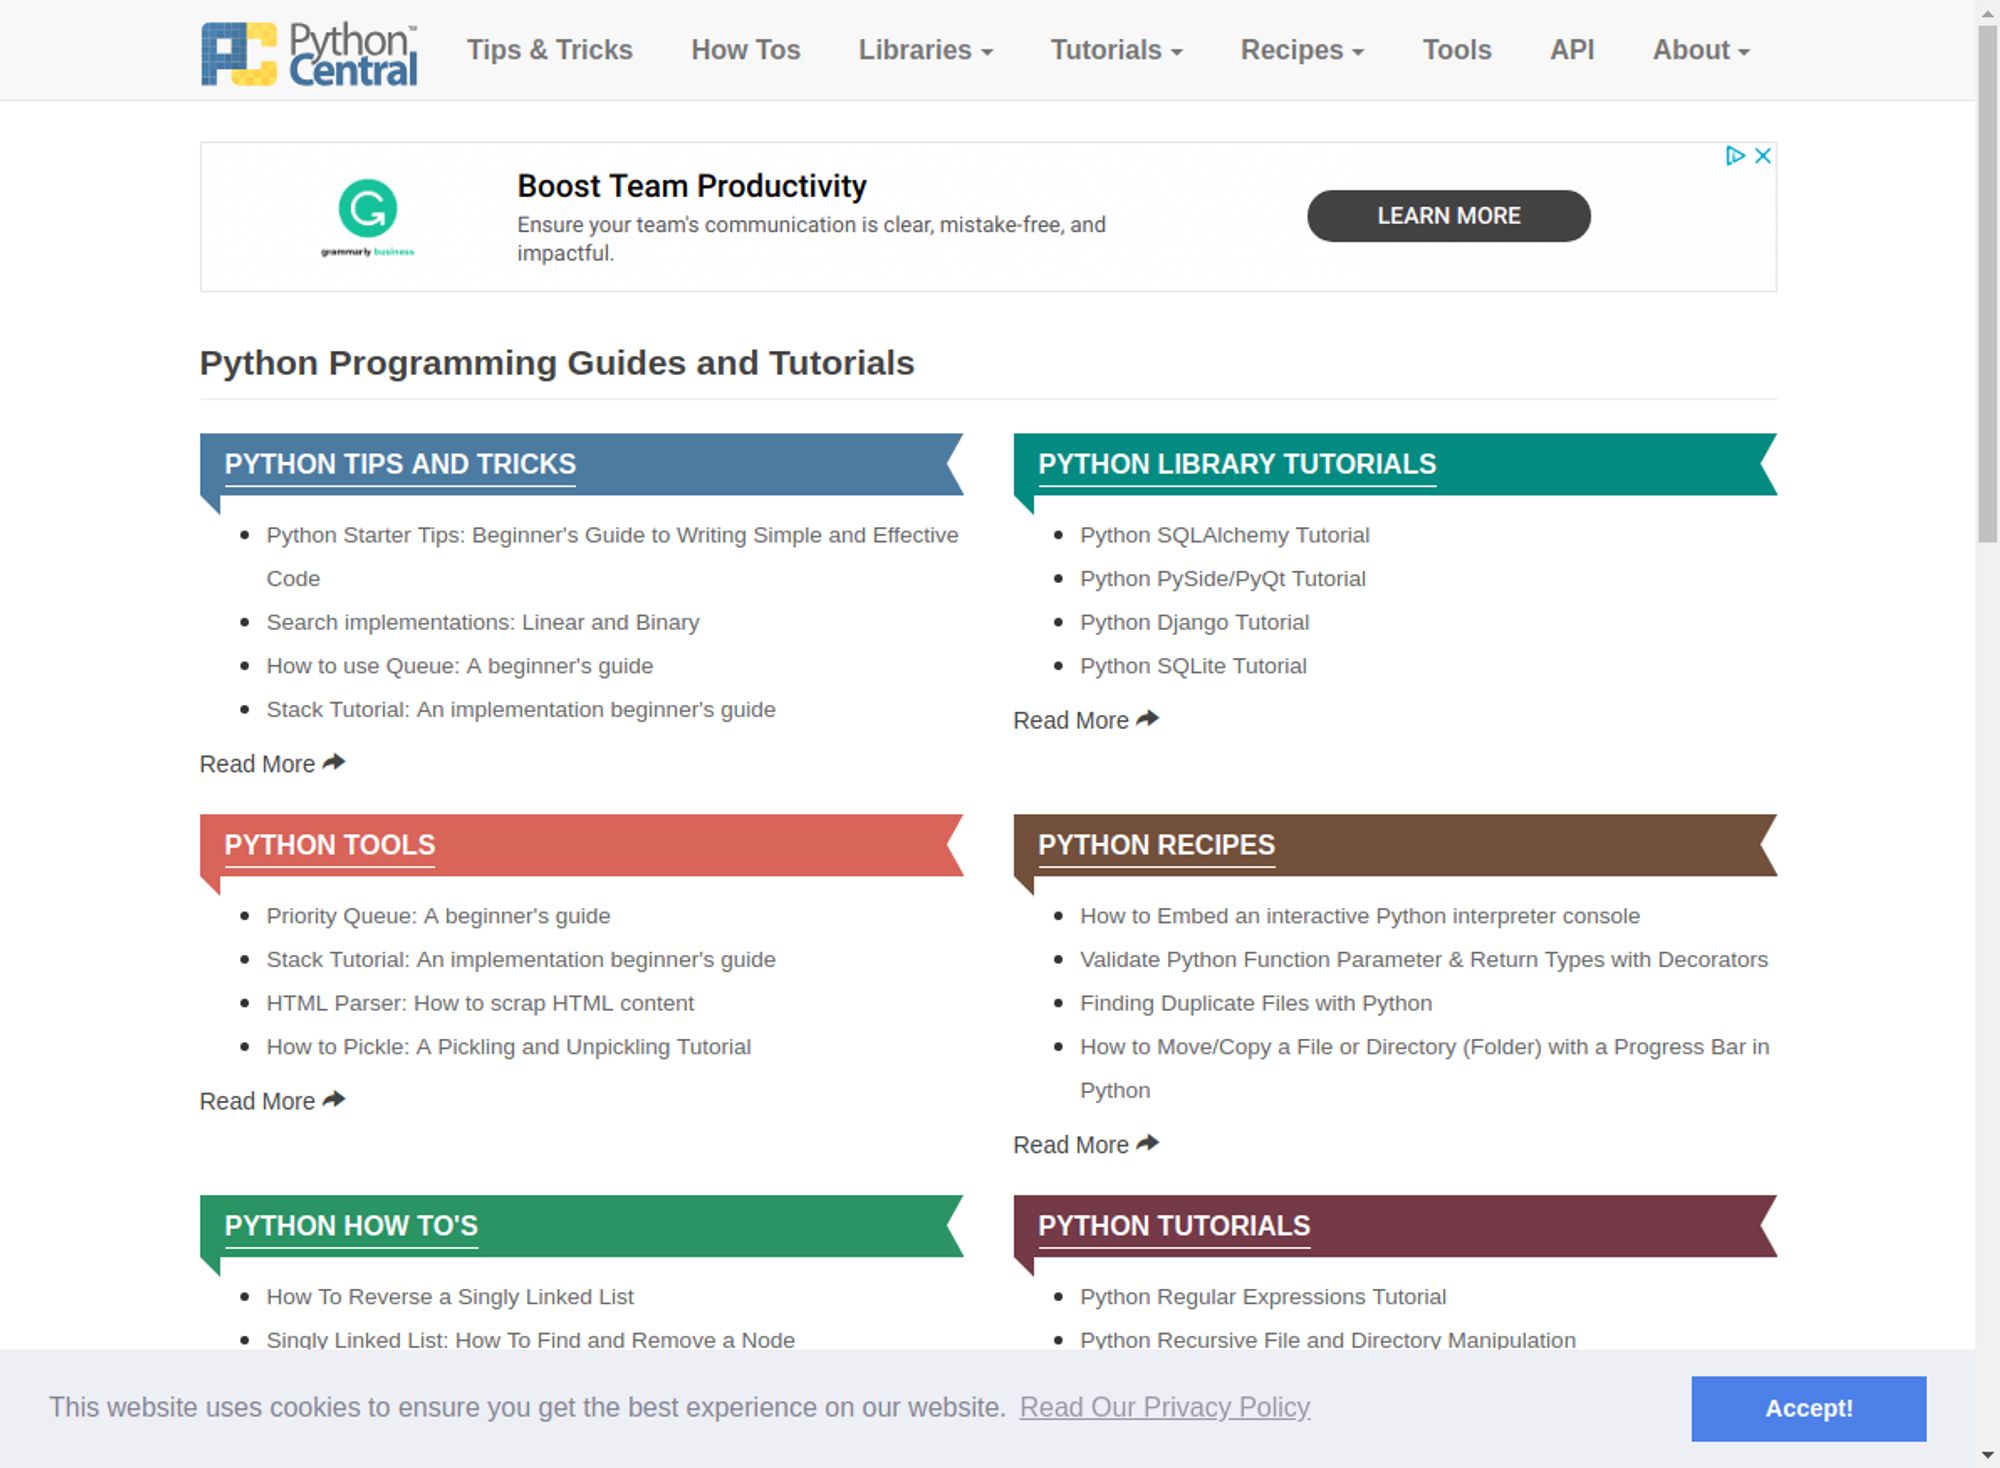 Python™
Central
Tips & Tricks
How Tos
Libraries
Tutorials
Recipes
Tools
API
About
Boost Team Productivity
Ensure your team's communication is clear, mistake-free, and
impactful.
grammarly business
LEARN MORE
Python Programming Guides and Tutorials
PYTHON TIPS AND TRICKS
Python Starter Tips: Beginner's Guide to Writing Simple and Effective
Code
Search implementations: Linear and Binary
How to use Queue: A beginner's guide
Stack Tutorial: An implementation beginner's guide
Read More
PYTHON LIBRARY TUTORIALS
Python SQLAlchemy Tutorial
Python PySide/PyQt Tutorial
Python Django Tutorial
Python SQLite Tutorial
Read More
PYTHON TOOLS
Priority Queue: A beginner's guide
Stack Tutorial: An implementation beginner's guide
HTML Parser: How to scrap HTML content
How to Pickle: A Pickling and Unpickling Tutorial
Read More
PYTHON RECIPES
How to Embed an interactive Python interpreter console
Validate Python Function Parameter & Return Types with Decorators
Finding Duplicate Files with Python
How to Move/Copy a File or Directory (Folder) with a Progress Bar in
Python
Read More
PYTHON HOW TO'S
How To Reverse a Singly Linked List
Singly Linked List: How To Find and Remove a Node
PYTHON TUTORIALS
Python Regular Expressions Tutorial
Python Recursive File and Directory Manipulation
This website uses cookies to ensure you get the best experience on our website. Read Our Privacy Policy
Accept!